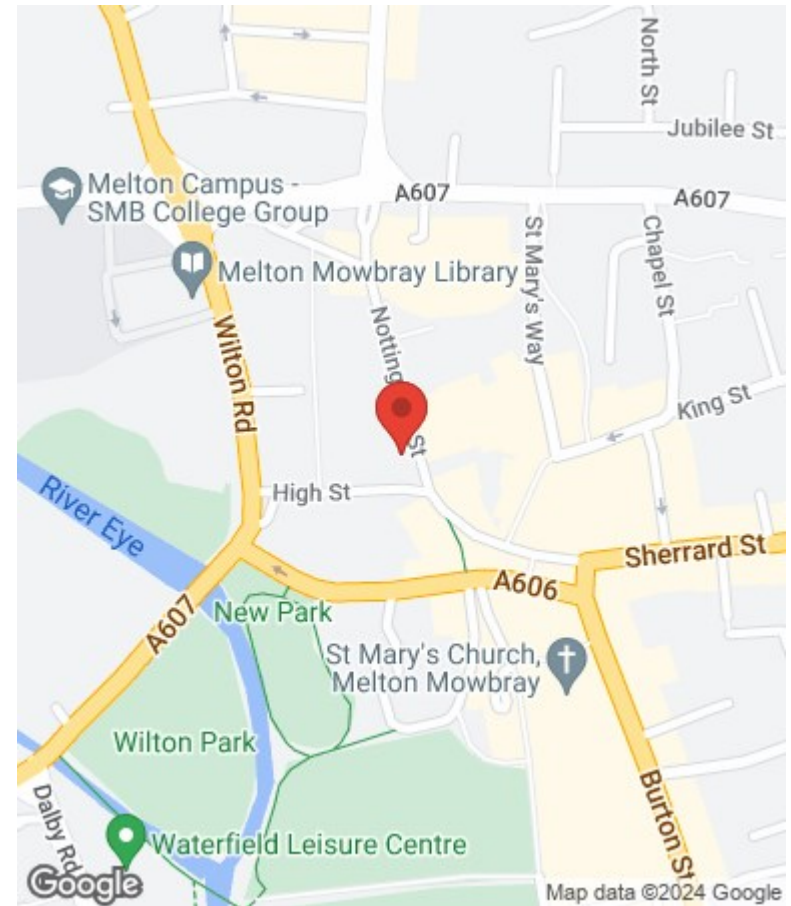 North St
Jubilee St
Melton Campus -
SMB College Group
A607
A607
Melton Mowbray Library
St Mary's Way
Chapel St
Wilton Rd
Notting
St
King St
High St
River Eye
Sherrard St
A606
New Park
A607
St Mary's Church,
Melton Mowbray
Wilton Park
Burton St
Dalby Rd
Waterfield Leisure Centre
Google
Map data ©2024 Google